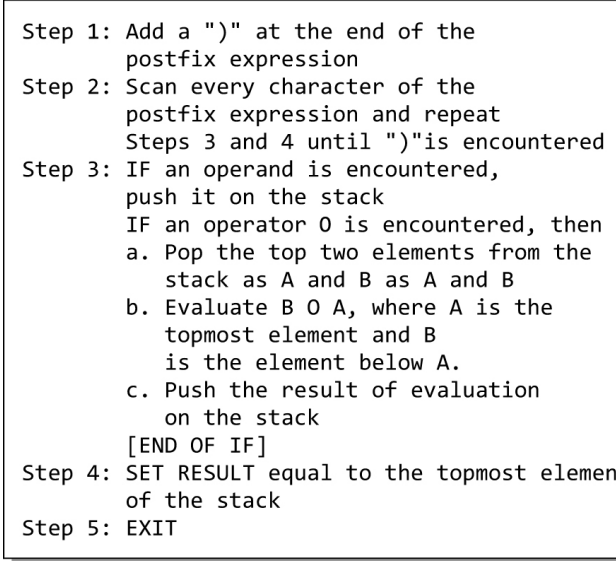 Step 1: Add a ")" at the end of the
postfix expression
Step 2: Scan every character of the
postfix expression and repeat
Steps 3 and 4 until ")"is encountered
Step 3: IF an operand is encountered,
push it on the stack
IF an operator O is encountered, then
a. Pop the top two elements from the
stack as A and B as A and B
b. Evaluate B O A, where A is the
topmost element and B
is the element below A.
c. Push the result of evaluation
on the stack
[END OF IF]
Step 4: SET RESULT equal to the topmost elemen
of the stack
Step 5: EXIT